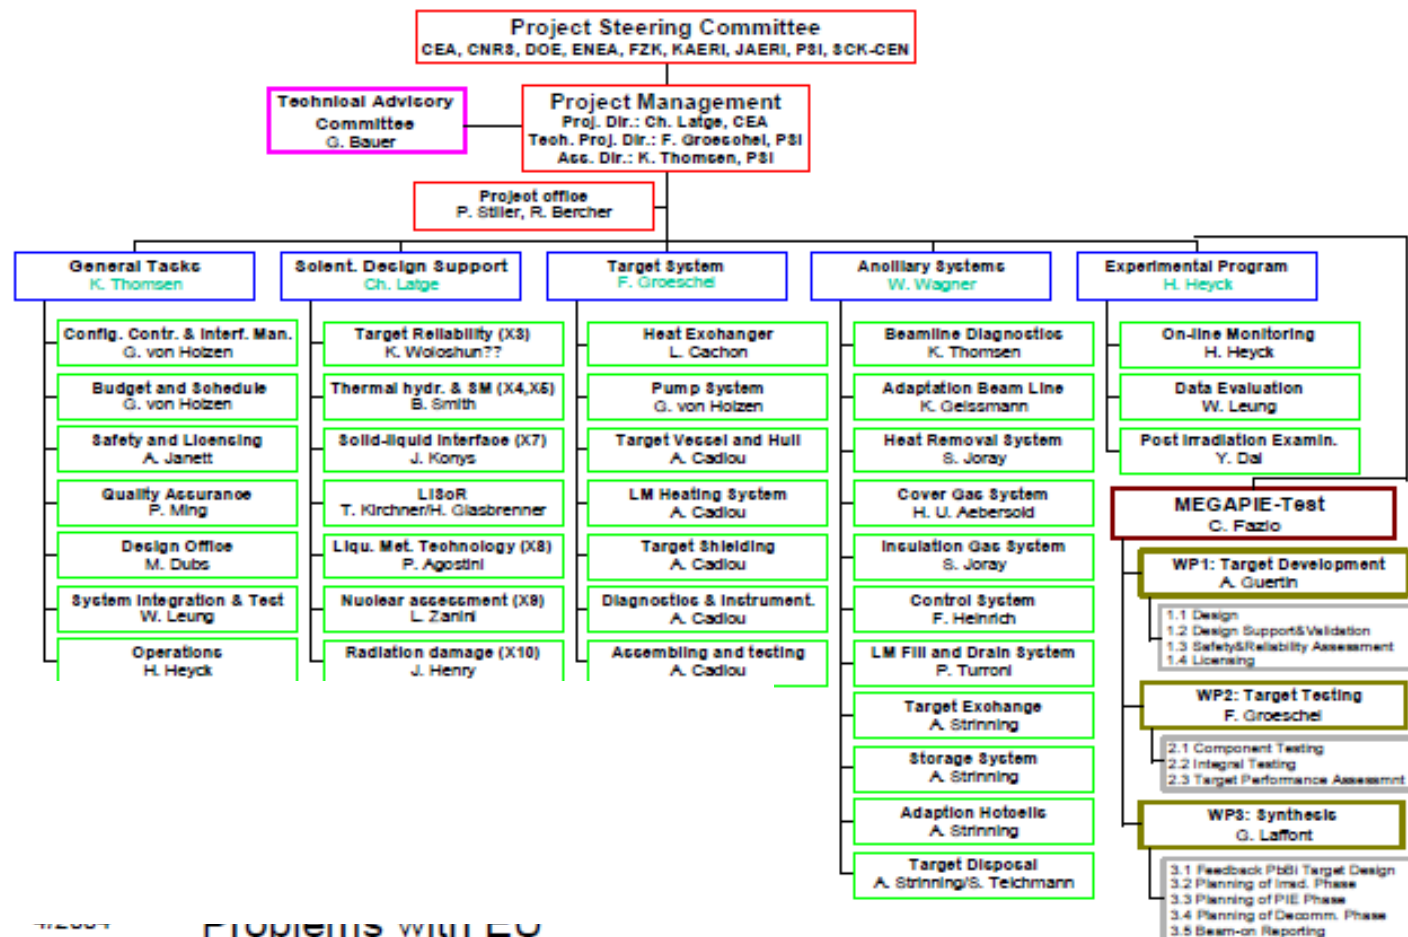 Project Steering Committee
CEA, CNRS, DOE, ENEA, FZK, KAERI, JAERI, PSI, SCK-CEN
Technical Advisory
Committee
G. Bauer
Project Management
Proj. Dir.: Ch. Latge, CEA
Tech. Proj. Dir.: F. Groeschel, PSI
Ass. Dir.: K. Thomsen, PSI
Project office
P. Stiller, R. Bercher
General Tasks
K. Thomsen
Config. Contr. & Interf. Man.
G. von Holzen
Budget and Schedule
G. von Holzen
Safety and Licensing
A. Janett
Quality Assurance
P. Ming
Design Office
M. Dubs
System Integration & Test
W. Leung
Operations
H. Heyck
Scient. Design Support
Ch. Latge
Target Reliability (X3)
K. Woloshun??
Thermal hydr. & SM (X4,X5)
B. Smith
Solid-liquid Interface (X7)
J. Konys
LiSoR
T. Kirchner/H. Glasbrenner
Liqu. Met. Technology (X8)
P. Agostini
Nuclear assessment (X9)
L. Zanini
Radiation damage (X10)
J. Henry
Target System
F. Groeschel
Heat Exchanger
L. Cachon
Pump System
G. von Holzen
Target Vessel and Hull
A. Cadiou
LM Heating System
A. Cadiou
Target Shielding
A. Cadiou
Diagnostics & Instrument.
A. Cadiou
Assembling and testing
A. Cadiou
Ancillary Systems
W. Wagner
Beamline Diagnostics
K. Thomsen
Adaptation Beam Line
K. Geissmann
Heat Removal System
S. Joray
Cover Gas System
H. U. Aebersold
Insulation Gas System
S. Joray
Control System
F. Heinrich
LM Fill and Drain System
P. Turroni
Target Exchange
A. Strinning
Storage System
A. Strinning
Adaption Hotcells
A. Strinning
Target Disposal
A. Strinning/S. Teichmann
Experimental Program
H. Heyck
On-line Monitoring
H. Heyck
Data Evaluation
W. Leung
Post Irradiation Examin.
Y. Dai
MEGAPIE-Test
C. Fazio
WP1: Target Development
A. Guertin
1.1 Design
1.2 Design Support&Validation
1.3 Safety&Reliability Assessment
1.4 Licensing
WP2: Target Testing
F. Groeschel
2.1 Component Testing
2.2 Integral Testing
2.3 Target Performance Assessmnt
WP3: Synthesis
G. Laffont
3.1 Feedback PbBi Target Design
3.2 Planning of Irrad. Phase
3.3 Planning of PIE Phase
3.4 Planning of Decomm. Phase
3.5 Beam-on Reporting
Problems with EU